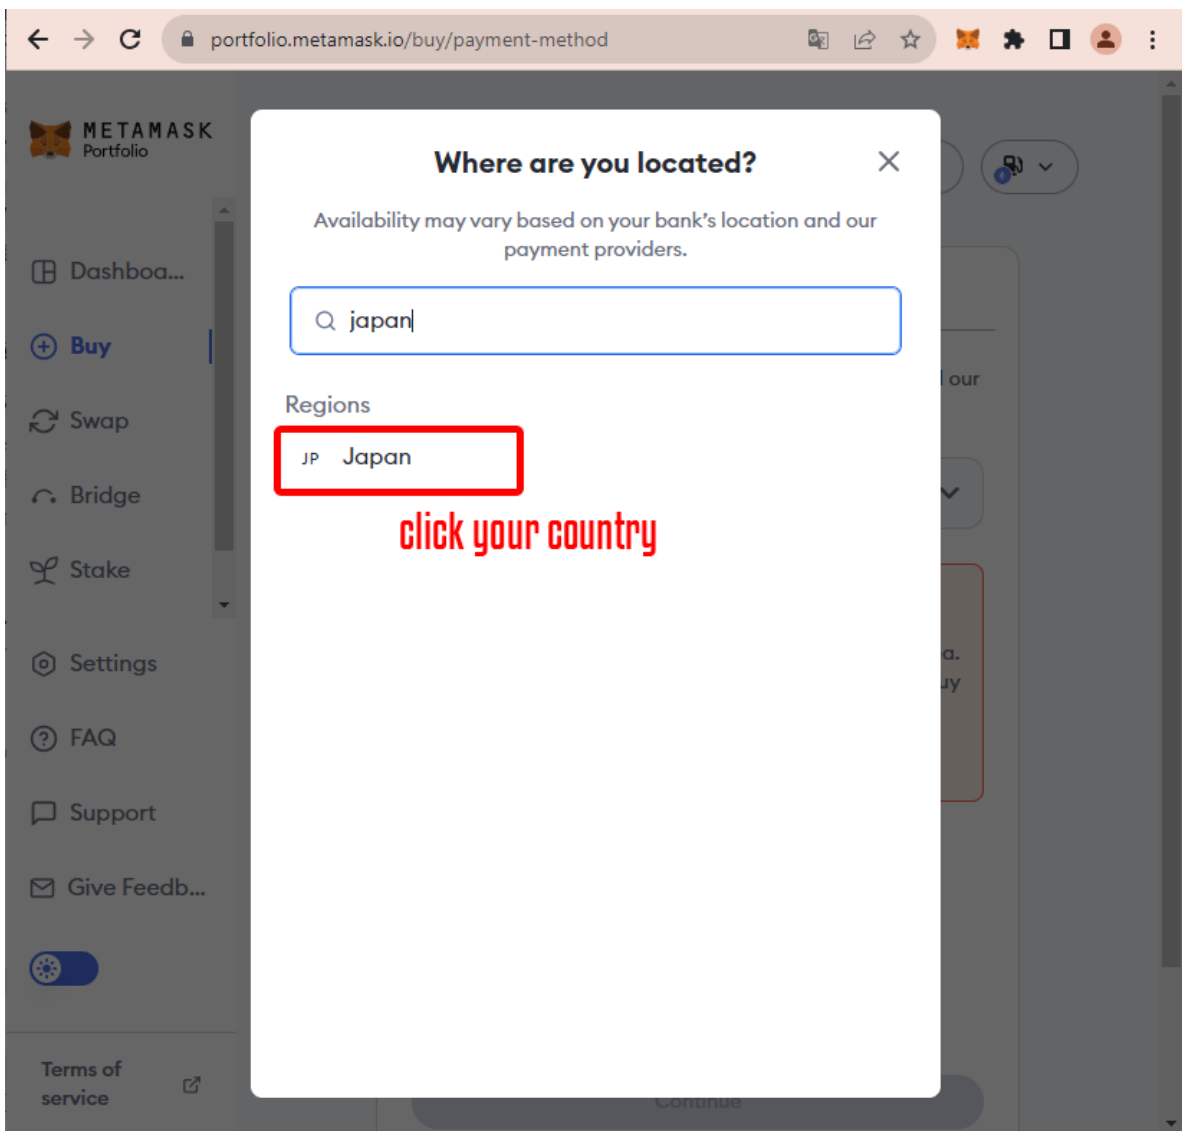 portfolio.metamask.io/buy/payment-method
METAMASK
Portfolio
Dashboa...
Buy
Swap
Bridge
Stake
Settings
FAQ
Support
Give Feedb...
Terms of
service
Where are you located?
Availability may vary based on your bank's location and our
payment providers.
japan
Regions
JP Japan
click your country
our
a.
uy
Continue